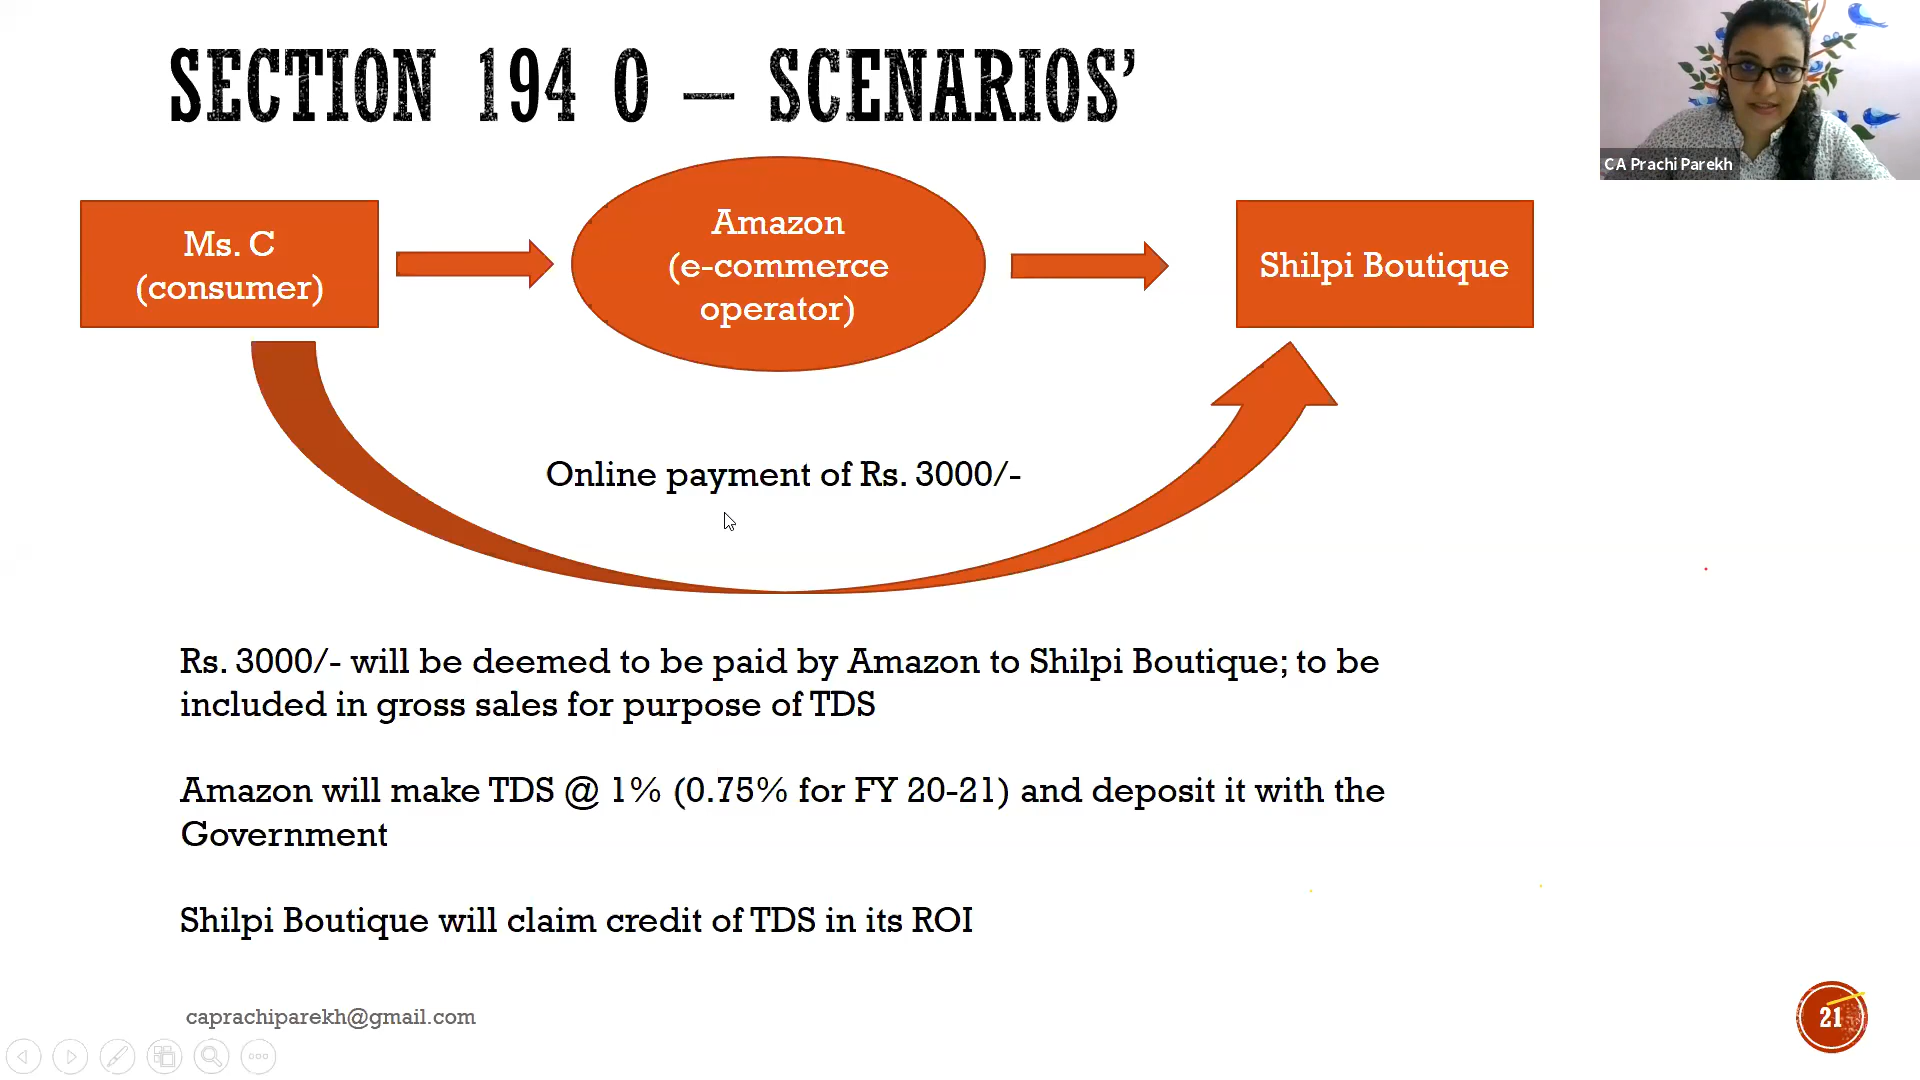 SECTION 194 O – SCENARIOS’
CA Prachi Parekh
Ms. C
(consumer)
Amazon
(e-commerce
operator)
Shilpi Boutique
Online payment of Rs. 3000/-
Rs. 3000/- will be deemed to be paid by Amazon to Shilpi Boutique; to be
included in gross sales for purpose of TDS
Amazon will make TDS @ 1% (0.75% for FY 20-21) and deposit it with the
Government
Shilpi Boutique will claim credit of TDS in its ROI
caprachiparekh@gmail.com
21